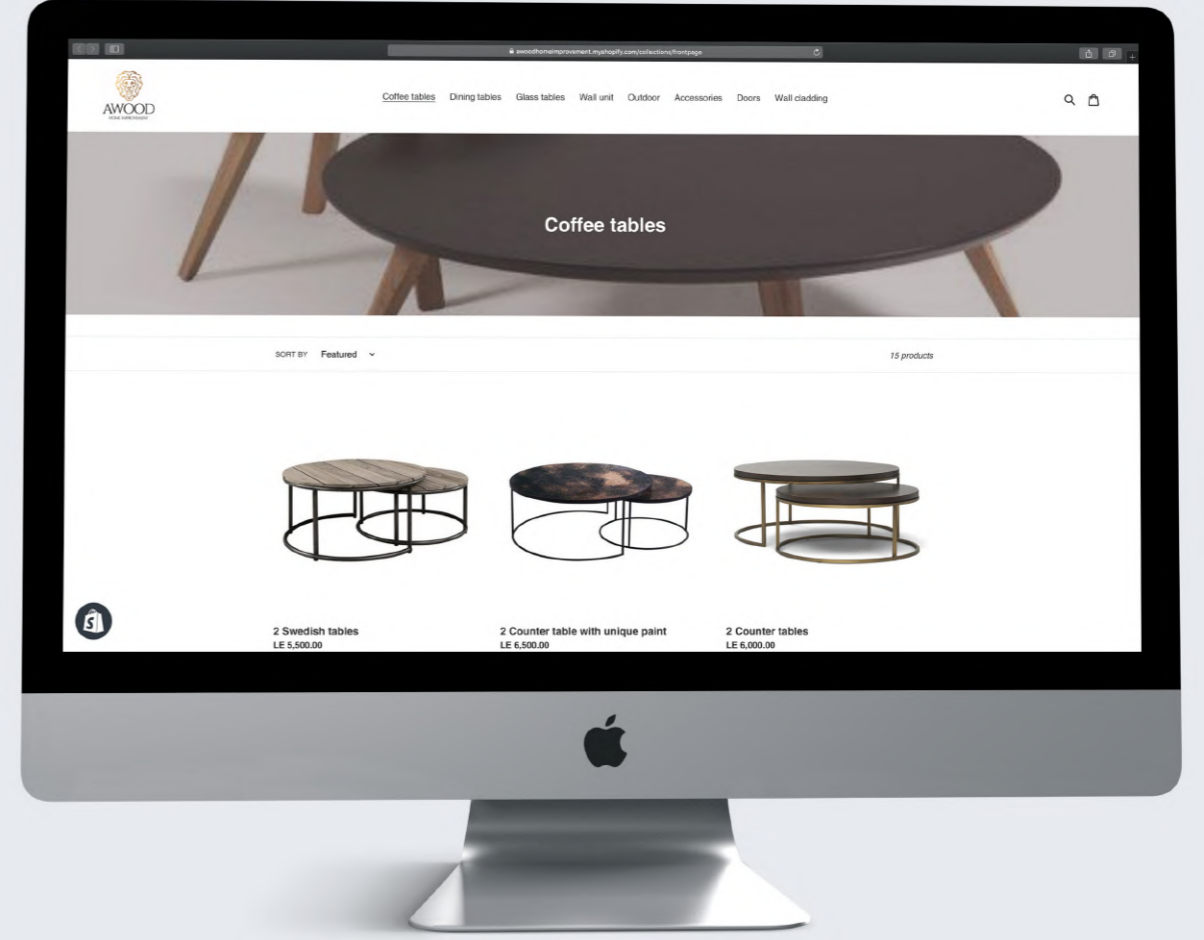 awoodhomeimprovement.myshopify.com/collections/frontpage
AWOOD
HOME IMPROVEMENT
Coffee tables Dining tables Glass tables Wall unit Outdoor Accessories Doors Wall cladding
Coffee tables
SORT BY Featured
15 products
2 Swedish tables
LE 5,500.00
2 Counter table with unique paint
LE 6,500.00
2 Counter tables
LE 6,000.00